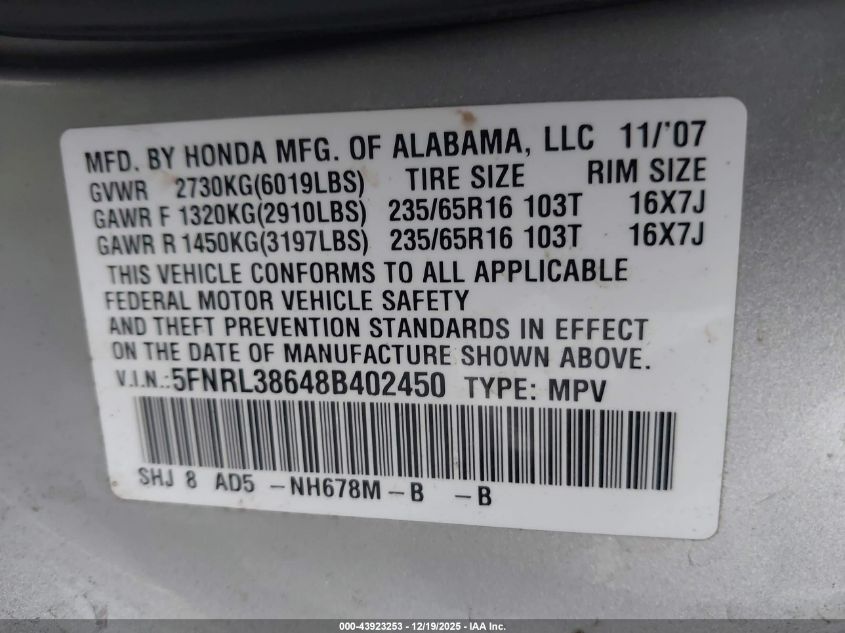 MFD. BY HONDA MFG. OF ALABAMA, LLC 11/'07
GVWR 2730KG(6019LBS) TIRE SIZE RIM SIZE
GAWR F 1320KG(2910LBS) 235/65R16 103T 16X7J
GAWR R 1450KG(3197LBS) 235/65R16 103T 16X7J
THIS VEHICLE CONFORMS TO ALL APPLICABLE
FEDERAL MOTOR VEHICLE SAFETY
AND THEFT PREVENTION STANDARDS IN EFFECT
ON THE DATE OF MANUFACTURE SHOWN ABOVE.
V.I.N.:5FNRL38648B402450 TYPE: MPV
SHJ 8 AD5 -NH678M -B -B
000-43923253 - 12/19/2025 - IAA Inc.